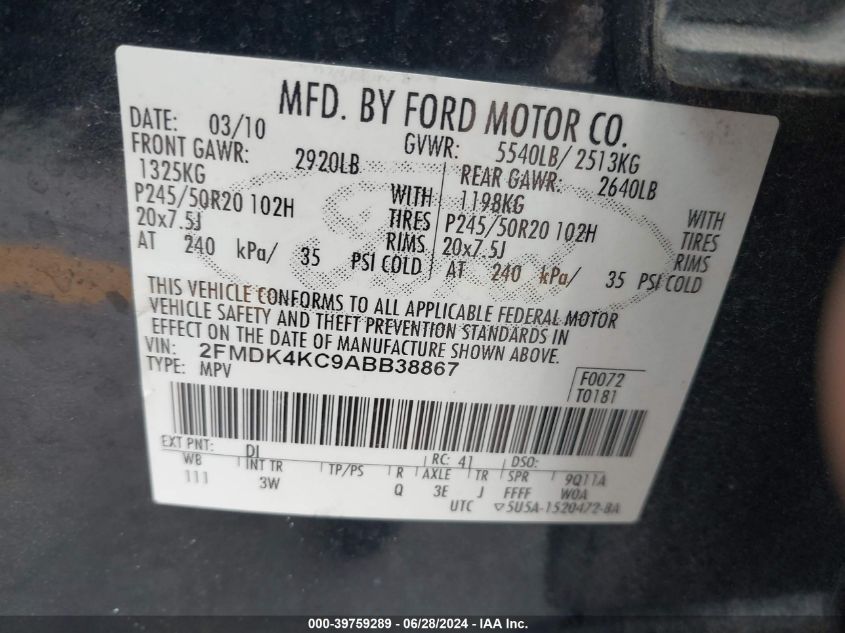 MFD. BY FORD MOTOR CO.
DATE: 03/10 GVWR: 5540LB/ 2513KG
FRONT GAWR: 2920LB REAR GAWR: 2640LB
1325KG WITH 1198KG WITH
P245/50R20 102H TIRES P245/50R20 102H TIRES
20x7.5J RIMS 20x7.5J RIMS
AT 240 kPa/ 35 PSI COLD AT 240 kPa/ 35 PSI COLD
THIS VEHICLE CONFORMS TO ALL APPLICABLE FEDERAL MOTOR
VEHICLE SAFETY AND THEFT PREVENTION STANDARDS IN
EFFECT ON THE DATE OF MANUFACTURE SHOWN ABOVE.
VIN: 2FMDK4KC9ABB38867
TYPE: MPV F0072
T0181
EXT PNT: DI RC: 41 DSO:
WB INT TR TP/PS R AXLE TR SPR 9Q11A
111 3W Q 3E J FFFF WOA
UTC ▽5U5A-1520472-BA
000-39759289 - 06/28/2024 - IAA Inc.